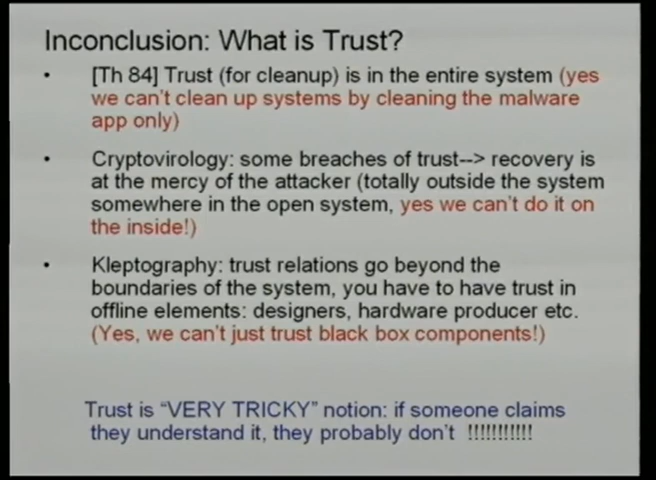 Inconclusion: What is Trust?
• [Th 84] Trust (for cleanup) is in the entire system (yes
we can't clean up systems by cleaning the malware
app only)
• Cryptovirology: some breaches of trust--> recovery is
at the mercy of the attacker (totally outside the system
somewhere in the open system, yes we can't do it on
the inside!)
• Kleptography: trust relations go beyond the
boundaries of the system, you have to have trust in
offline elements: designers, hardware producer etc.
(Yes, we can't just trust black box components!)
Trust is “VERY TRICKY” notion: if someone claims
they understand it, they probably don't !!!!!!!!!!!